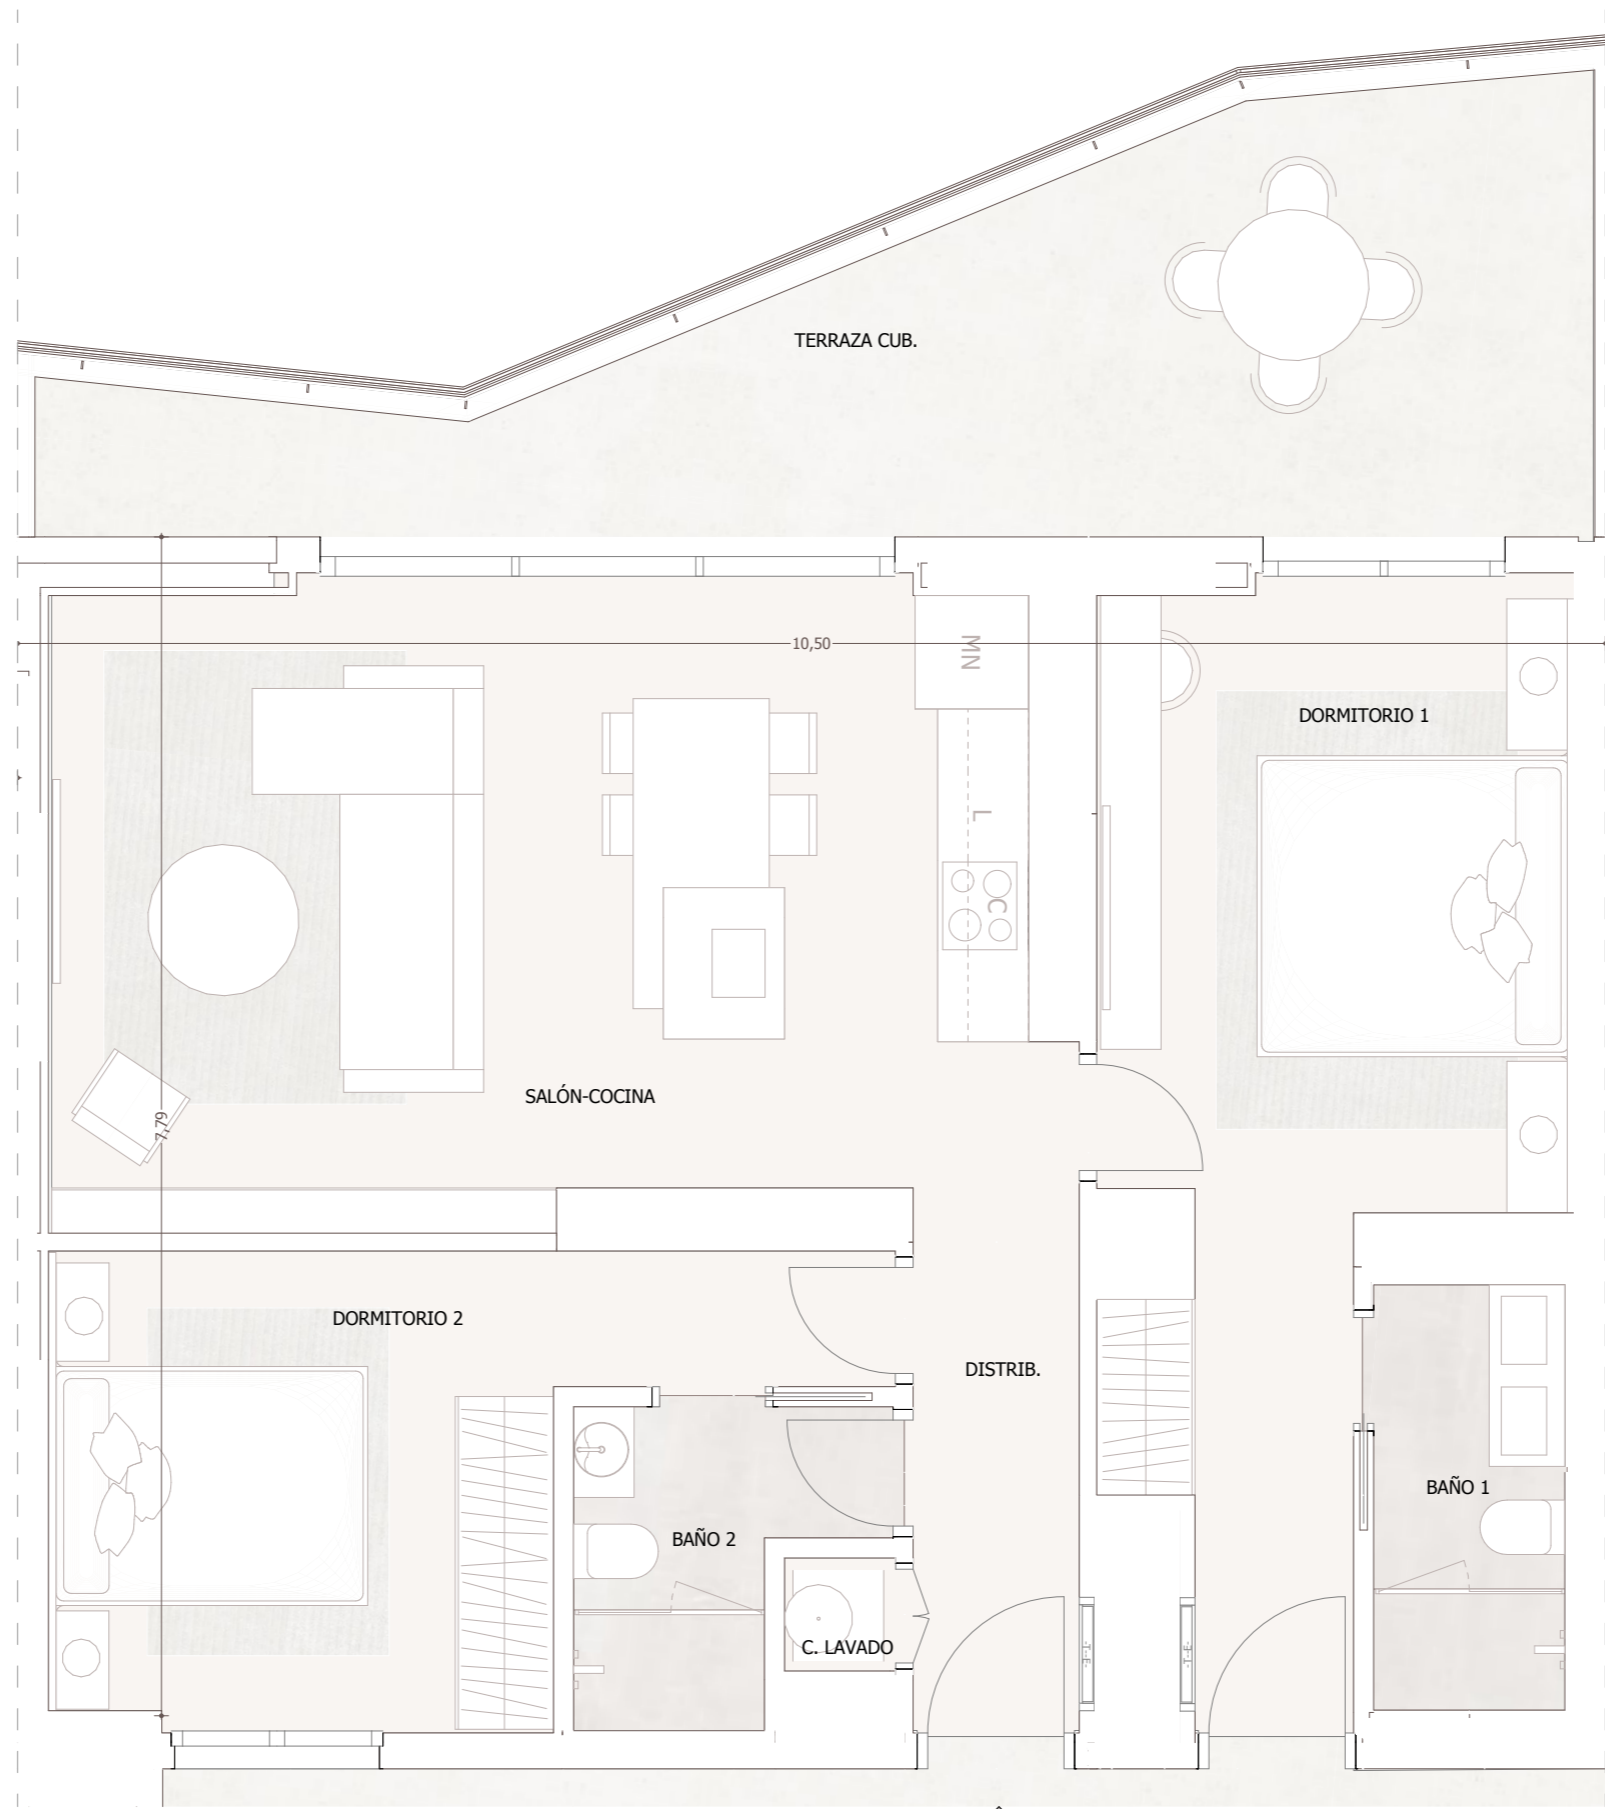 TERRAZA CUB.
10,50
MN
DORMITORIO 1
L
C
SALÓN-COCINA
7,79
DORMITORIO 2
DISTRIB.
BAÑO 1
BAÑO 2
C. LAVADO